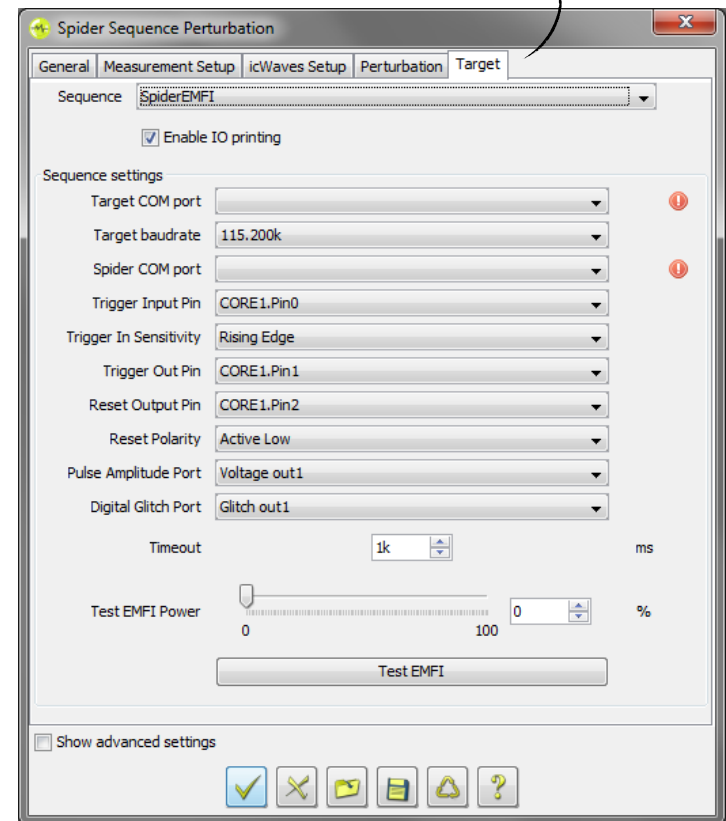 Spider Sequence Perturbation
General Measurement Setup icWaves Setup Perturbation Target
Sequence SpiderEMFI
Enable IO printing
Sequence settings
Target COM port
Target baudrate 115.200k
Spider COM port
Trigger Input Pin CORE1.Pin0
Trigger In Sensitivity Rising Edge
Trigger Out Pin CORE1.Pin1
Reset Output Pin CORE1.Pin2
Reset Polarity Active Low
Pulse Amplitude Port Voltage out1
Digital Glitch Port Glitch out1
Timeout 1k ms
Test EMFI Power 0 %
0 100
Test EMFI
Show advanced settings